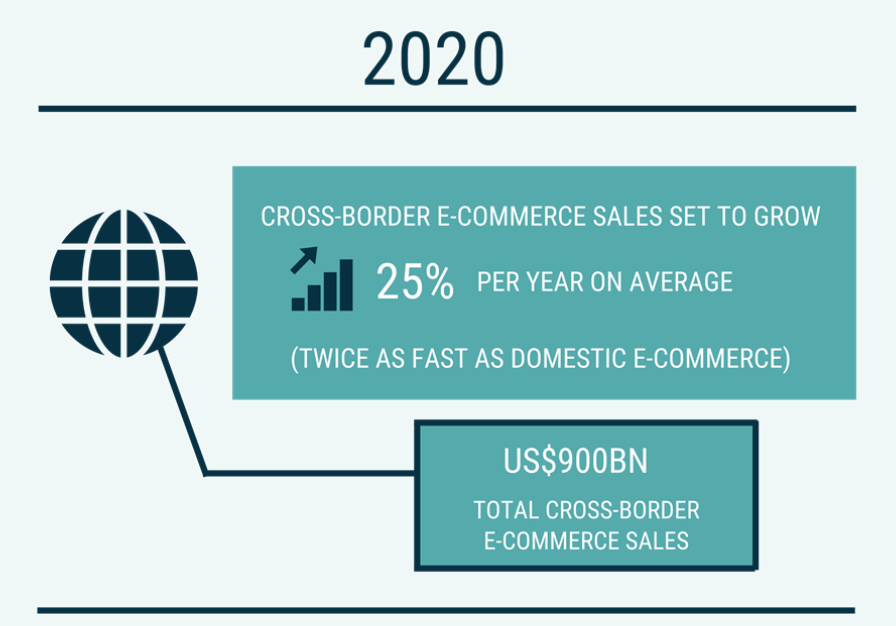 2020
CROSS-BORDER E-COMMERCE SALES SET TO GROW
25% PER YEAR ON AVERAGE
(TWICE AS FAST AS DOMESTIC E-COMMERCE)
US$900BN
TOTAL CROSS-BORDER
E-COMMERCE SALES